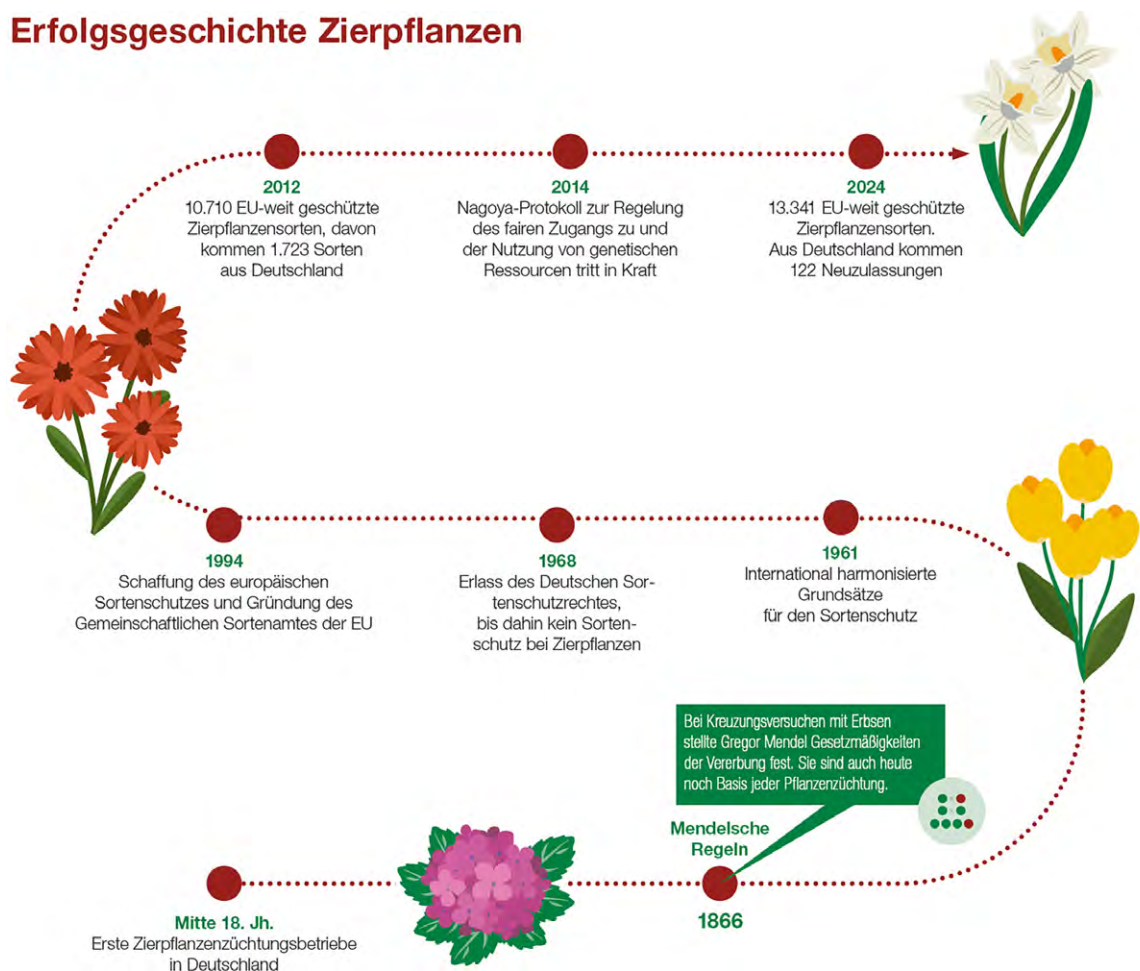 Erfolgsgeschichte Zierpflanzen
2012
10.710 EU-weit geschützte
Zierpflanzensorten, davon
kommen 1.723 Sorten
aus Deutschland
2014
Nagoya-Protokoll zur Regelung
des fairen Zugangs zu und
der Nutzung von genetischen
Ressourcen tritt in Kraft
2024
13.341 EU-weit geschützte
Zierpflanzensorten.
Aus Deutschland kommen
122 Neuzulassungen
1994
Schaffung des europäischen
Sortenschutzes und Gründung des
Gemeinschaftlichen Sortenamtes der EU
1968
Erlass des Deutschen Sor-
tenschutzrechtes,
bis dahin kein Sorten-
schutz bei Zierpflanzen
1961
International harmonisierte
Grundsätze
für den Sortenschutz
Bei Kreuzungsversuchen mit Erbsen
stellte Gregor Mendel Gesetzmäßigkeiten
der Vererbung fest. Sie sind auch heute
noch Basis jeder Pflanzenzüchtung.
Mendelsche
Regeln
1866
Mitte 18. Jh.
Erste Zierpflanzenzüchtungsbetriebe
in Deutschland